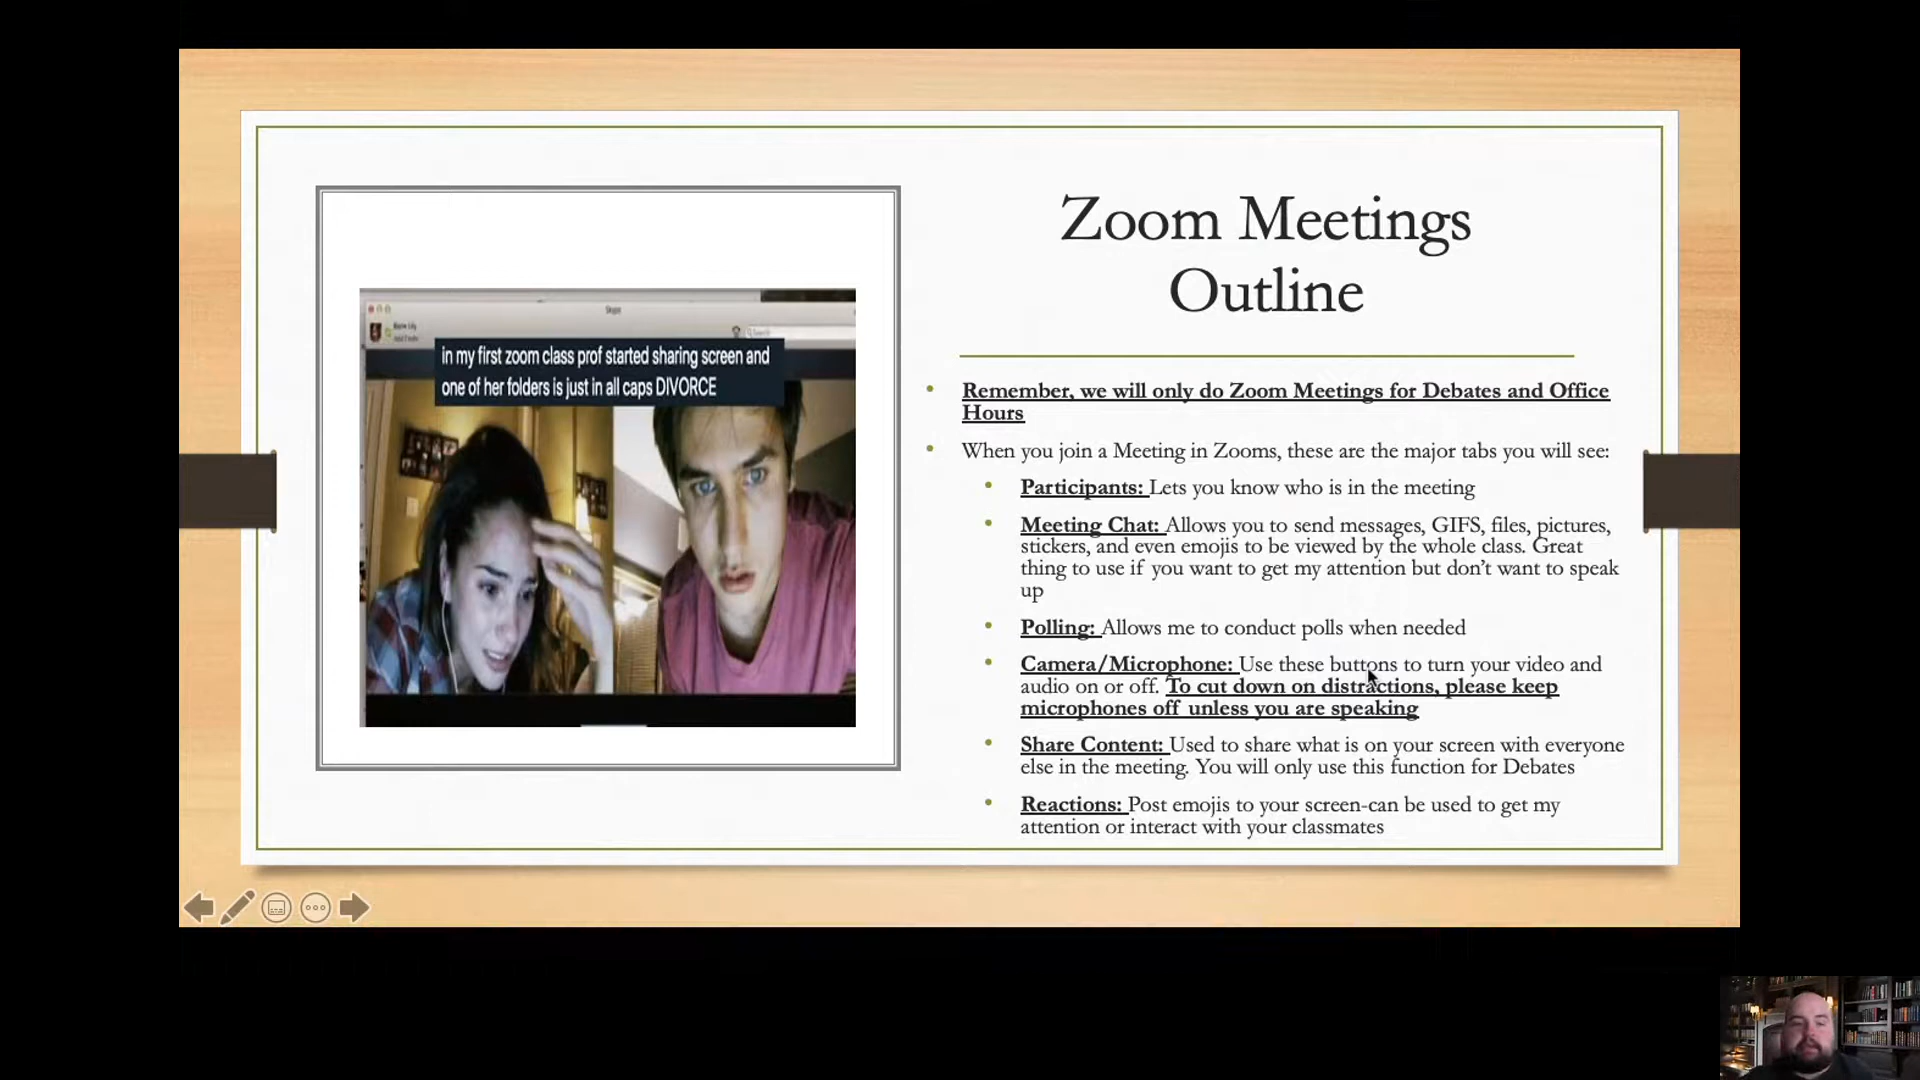 Zoom Meetings
Outline
Skype
in my first zoom class prof started sharing screen and
one of her folders is just in all caps DIVORCE
Remember, we will only do Zoom Meetings for Debates and Office
Hours
When you join a Meeting in Zooms, these are the major tabs you will see:
Participants: Lets you know who is in the meeting
Meeting Chat: Allows you to send messages, GIFS, files, pictures,
stickers, and even emojis to be viewed by the whole class. Great
thing to use if you want to get my attention but don't want to speak
up
Polling: Allows me to conduct polls when needed
Camera/Microphone: Use these buttons to turn your video and
audio on or off. To cut down on distractions, please keep
microphones off unless you are speaking
Share Content: Used to share what is on your screen with everyone
else in the meeting. You will only use this function for Debates
Reactions: Post emojis to your screen-can be used to get my
attention or interact with your classmates